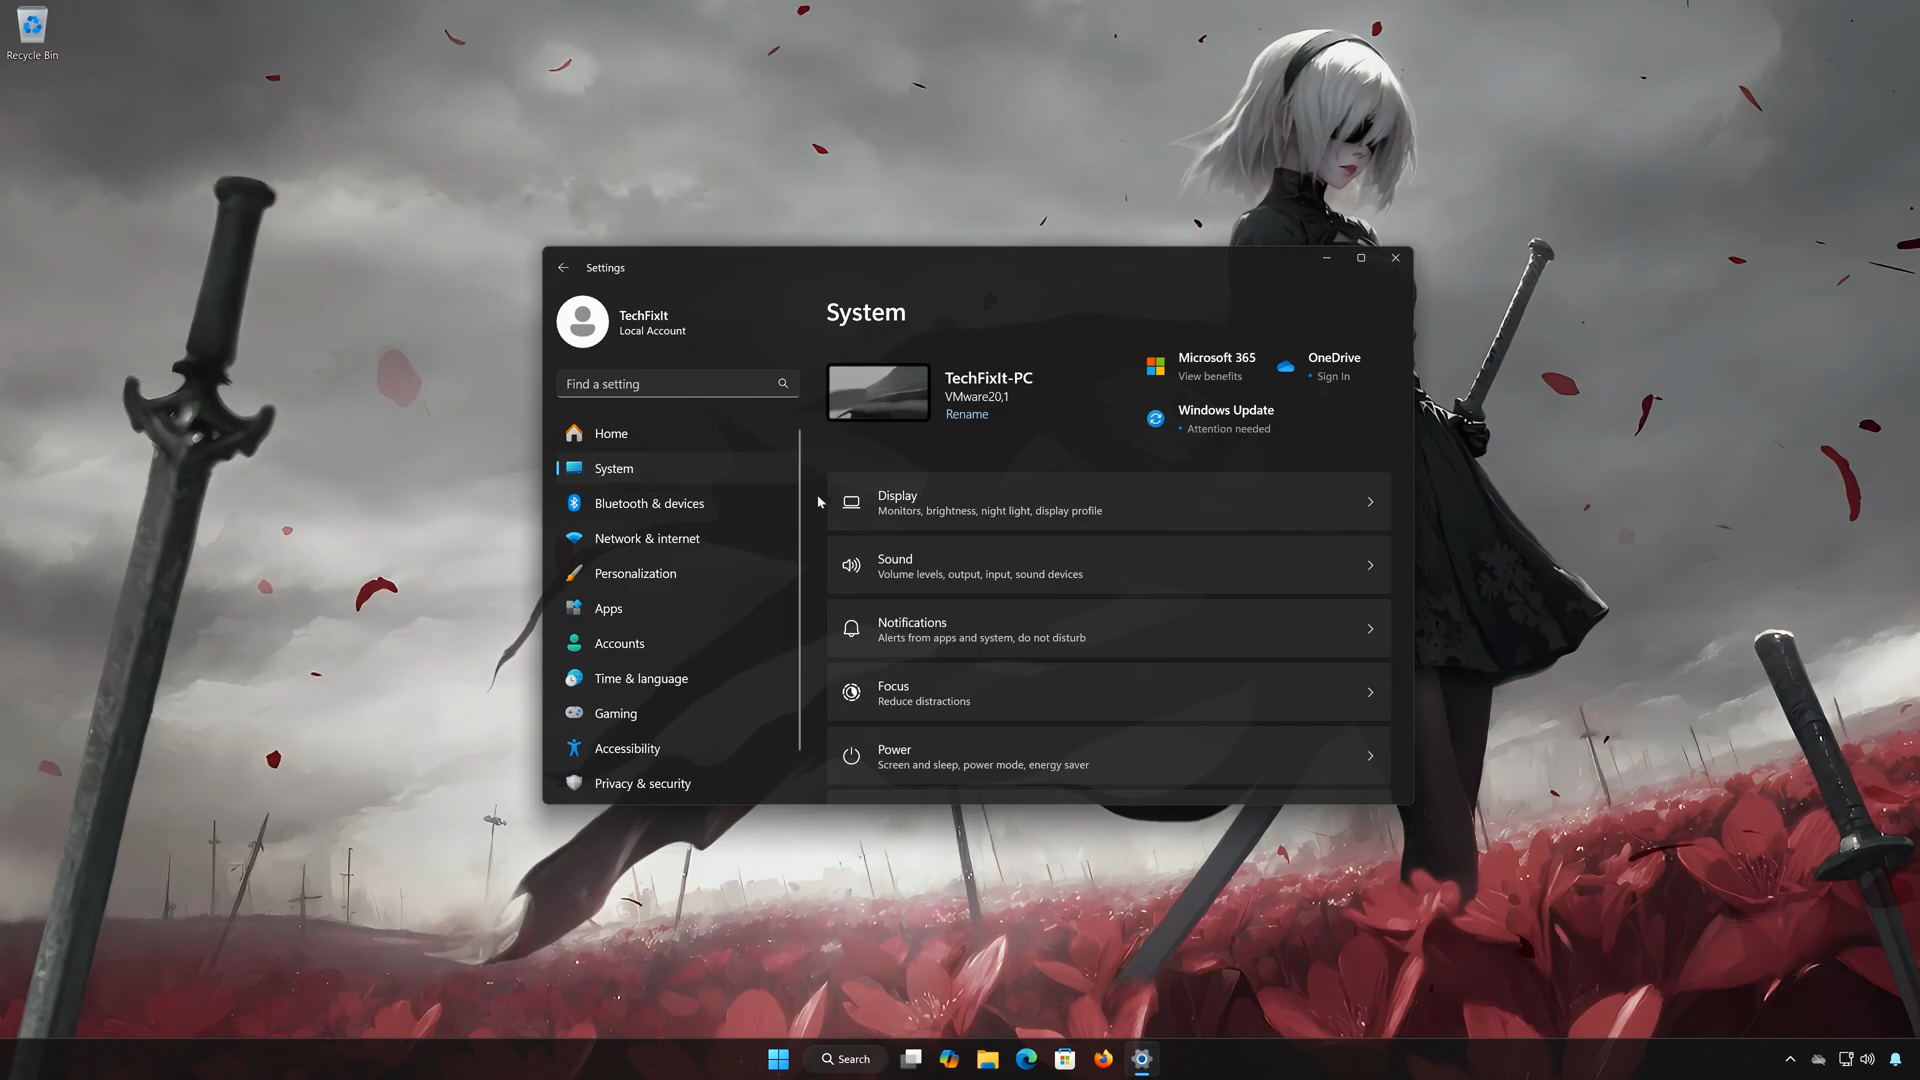 Recycle Bin
Settings
TechFixIt
Local Account
Find a setting
Home
System
Bluetooth & devices
Network & internet
Personalization
Apps
Accounts
Time & language
Gaming
Accessibility
Privacy & security
System
TechFixIt-PC
VMware20,1
Rename
Microsoft 365
View benefits
OneDrive
• Sign In
Windows Update
• Attention needed
Display
Monitors, brightness, night light, display profile
Sound
Volume levels, output, input, sound devices
Notifications
Alerts from apps and system, do not disturb
Focus
Reduce distractions
Power
Screen and sleep, power mode, energy saver
Search